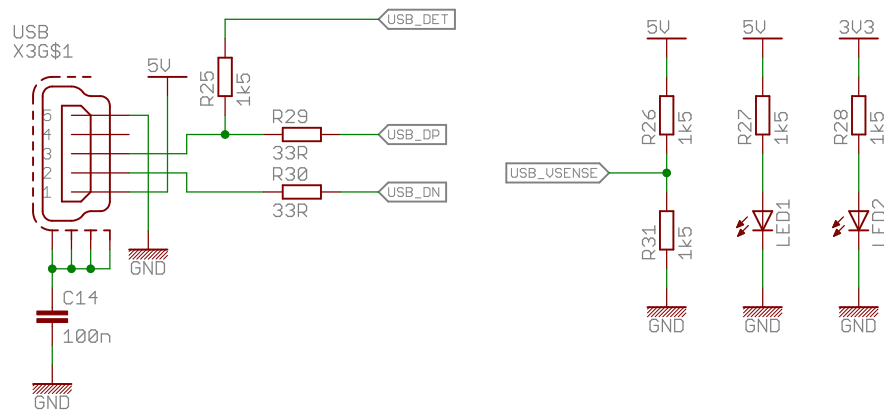 USB
X3G$1
5
4
3
2
1
5V
GND
C14
100n
GND
R25
1k5
USB_DET
R29
33R
USB_DP
R30
33R
USB_DN
USB_VSENSE
5V
R26
1k5
R31
1k5
GND
5V
R27
1k5
LED1
GND
3V3
R28
1k5
LED2
GND